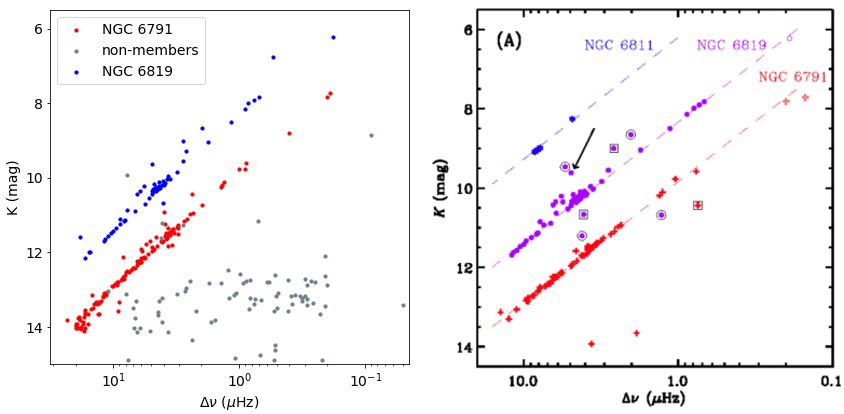 NGC 6791
non-members
NGC 6819
K (mag)
6
8
10
12
14
10¹
10⁰
10⁻¹
Δν (μHz)
(A)
NGC 6811
NGC 6819
NGC 6791
K (mag)
6
8
10
12
14
10.0
1.0
0.1
Δν (μHz)